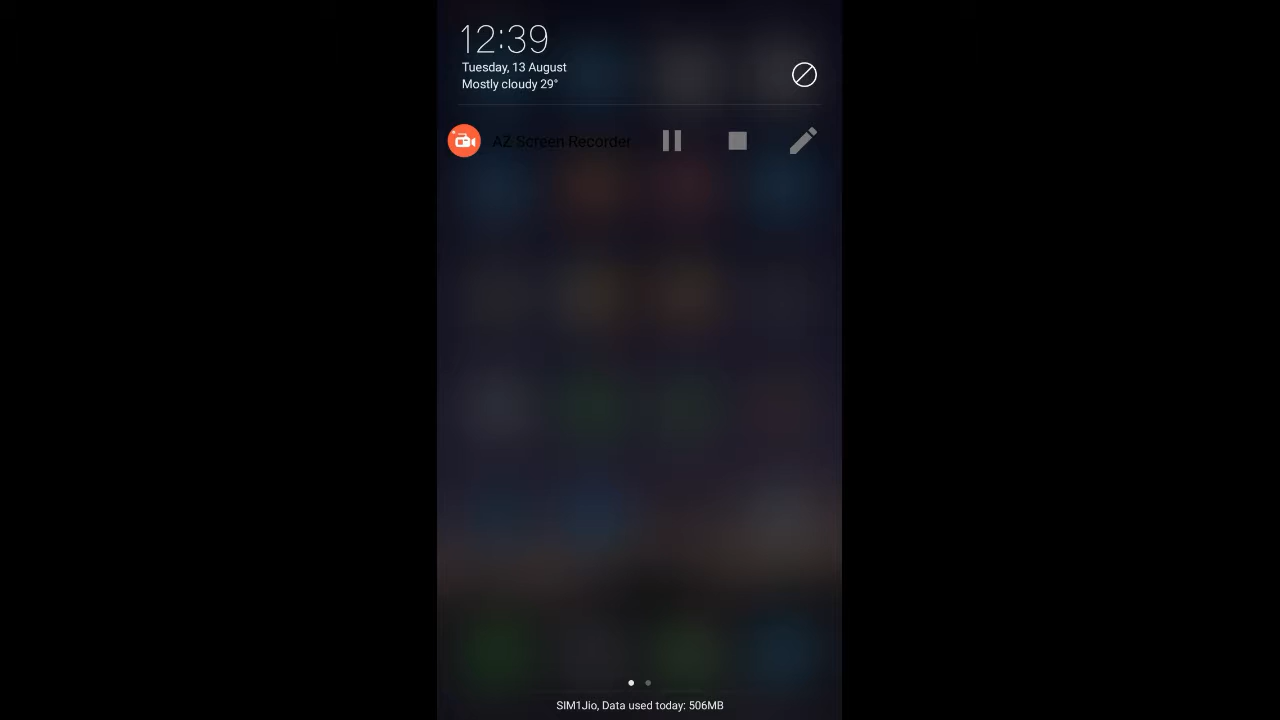 12:39
Tuesday, 13 August
Mostly cloudy 29°
AZ Screen Recorder
SIM1Jio, Data used today: 506MB